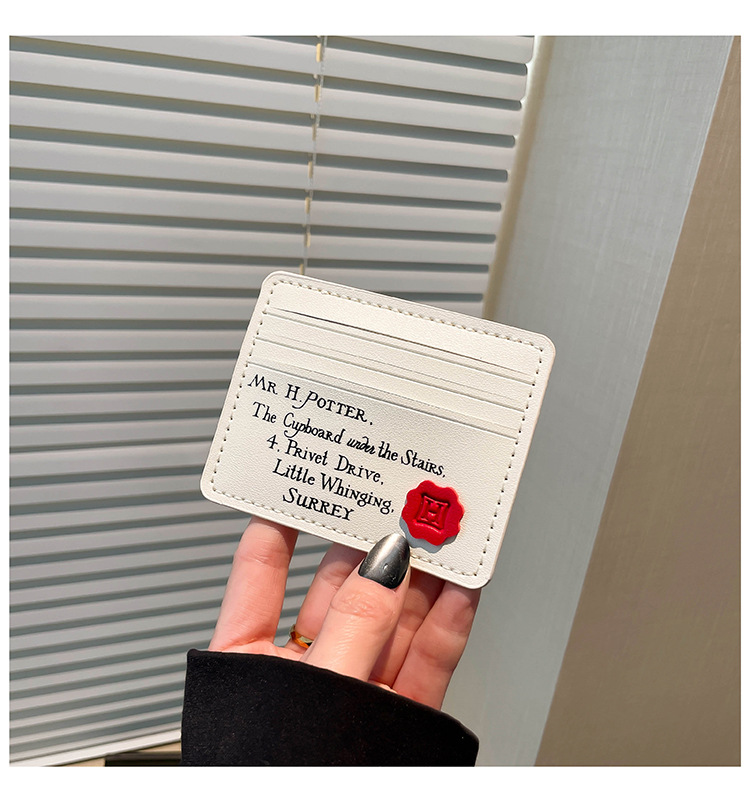 MR H. POTTER,
The Cupboard under the Stairs,
4. Privet Drive,
Little Whinging,
SURREY
H